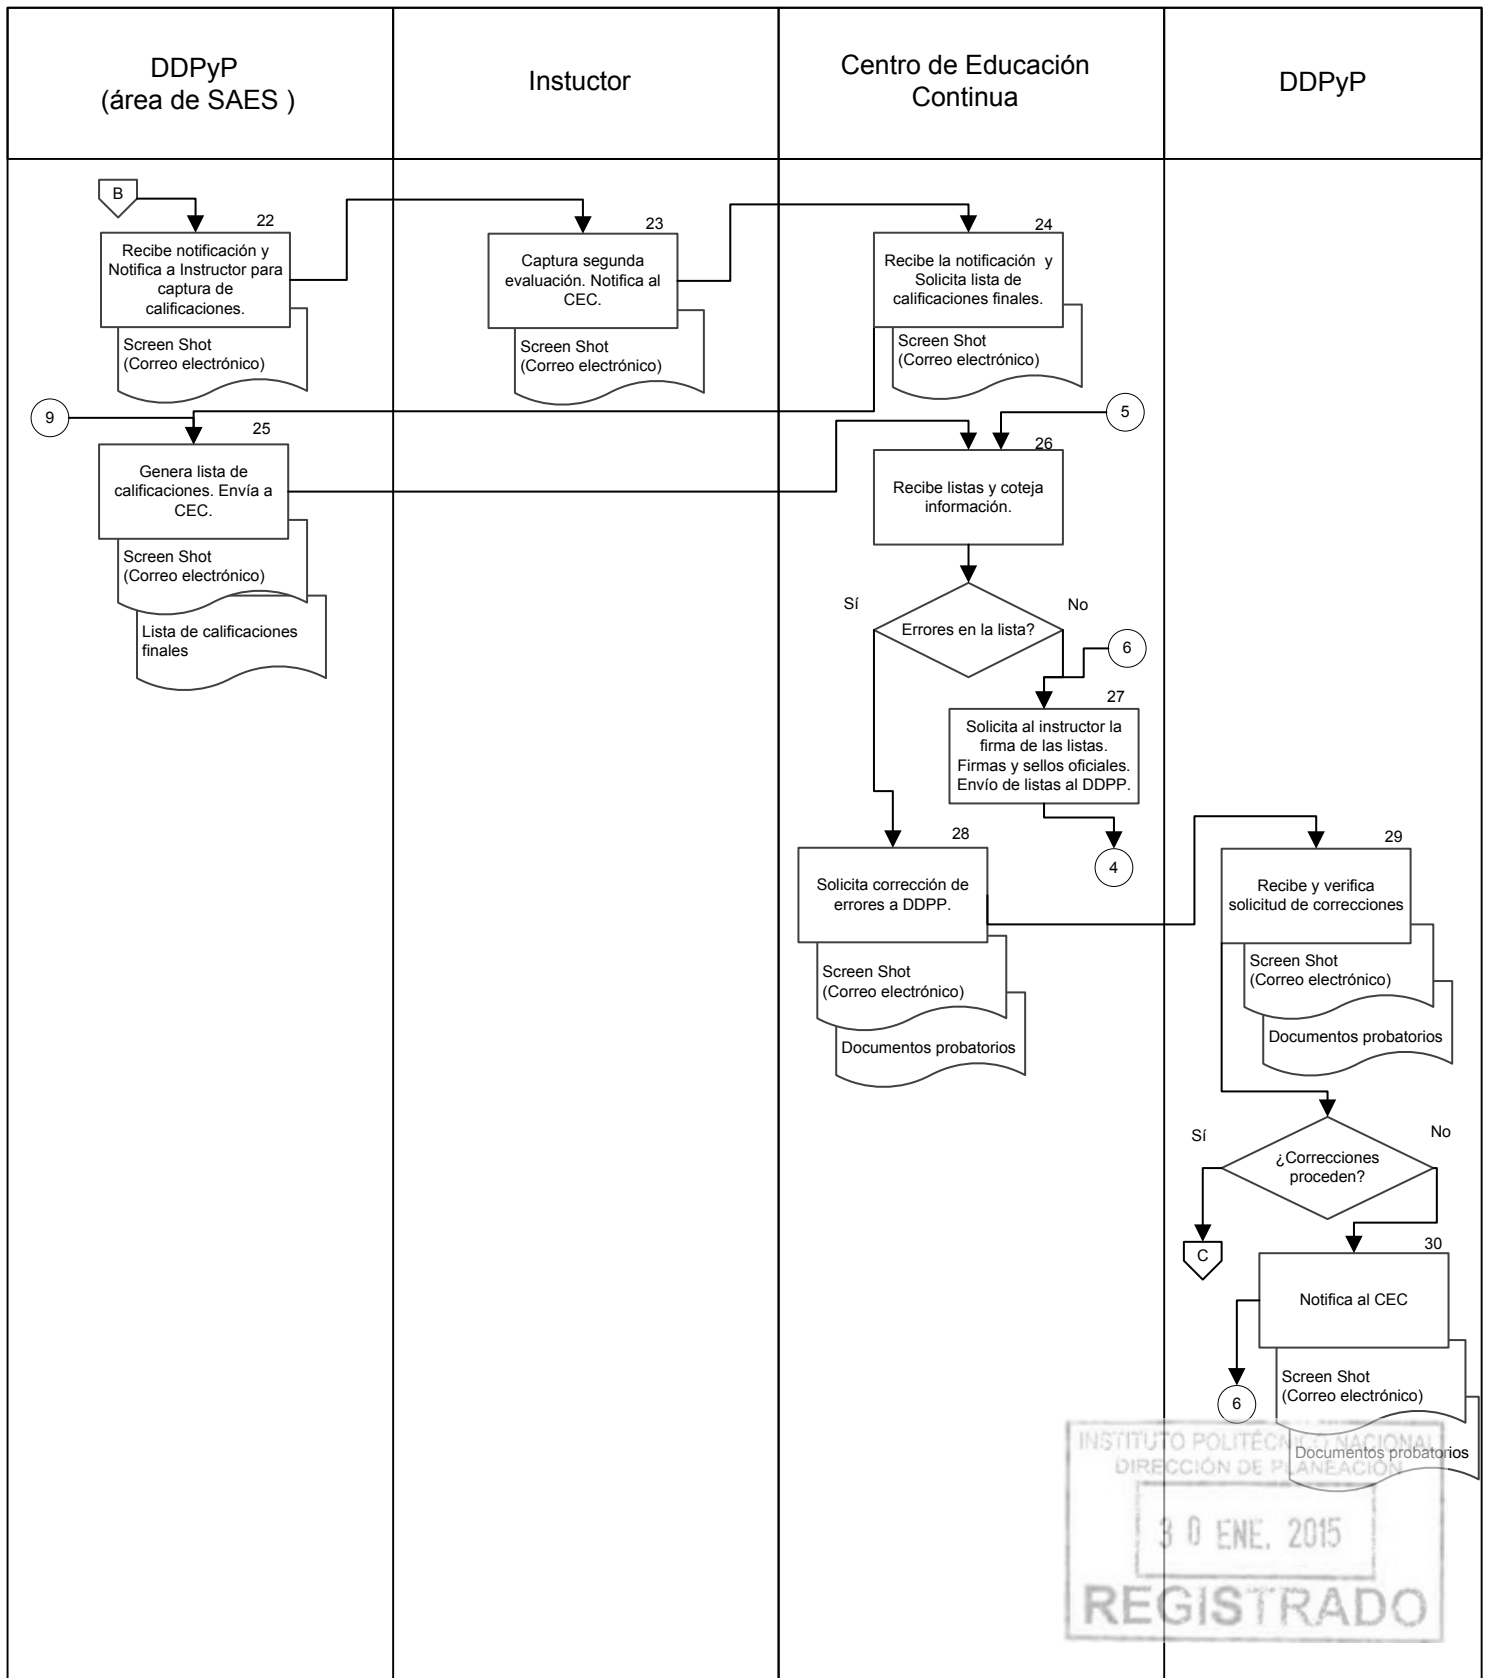 DDPyP
(área de SAES )
Instuctor
Centro de Educación
Continua
DDPyP
B
22
Recibe notificación y
Notifica a Instructor para
captura de
calificaciones.
Screen Shot
(Correo electrónico)
23
Captura segunda
evaluación. Notifica al
CEC.
Screen Shot
(Correo electrónico)
24
Recibe la notificación y
Solicita lista de
calificaciones finales.
Screen Shot
(Correo electrónico)
9
25
Genera lista de
calificaciones. Envía a
CEC.
Screen Shot
(Correo electrónico)
Lista de calificaciones
finales
5
26
Recibe listas y coteja
información.
Sí
No
Errores en la lista?
6
27
Solicita al instructor la
firma de las listas.
Firmas y sellos oficiales.
Envío de listas al DDPP.
4
28
Solicita corrección de
errores a DDPP.
Screen Shot
(Correo electrónico)
Documentos probatorios
29
Recibe y verifica
solicitud de correcciones
Screen Shot
(Correo electrónico)
Documentos probatorios
Sí
No
¿Correcciones
proceden?
C
30
Notifica al CEC
Screen Shot
(Correo electrónico)
Documentos probatorios
6
INSTITUTO POLITÉCNICO NACIONAL
DIRECCIÓN DE PLANEACIÓN
30 ENE. 2015
REGISTRADO